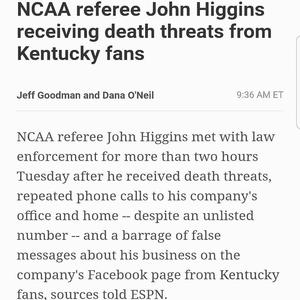 NCAA referee John Higgins
receiving death threats from
Kentucky fans
Jeff Goodman and Dana O'Neil 9:36 AM ET
NCAA referee John Higgins met with law
enforcement for more than two hours
Tuesday after he received death threats,
repeated phone calls to his company's
office and home -- despite an unlisted
number -- and a barrage of false
messages about his business on the
company's Facebook page from Kentucky
fans, sources told ESPN.